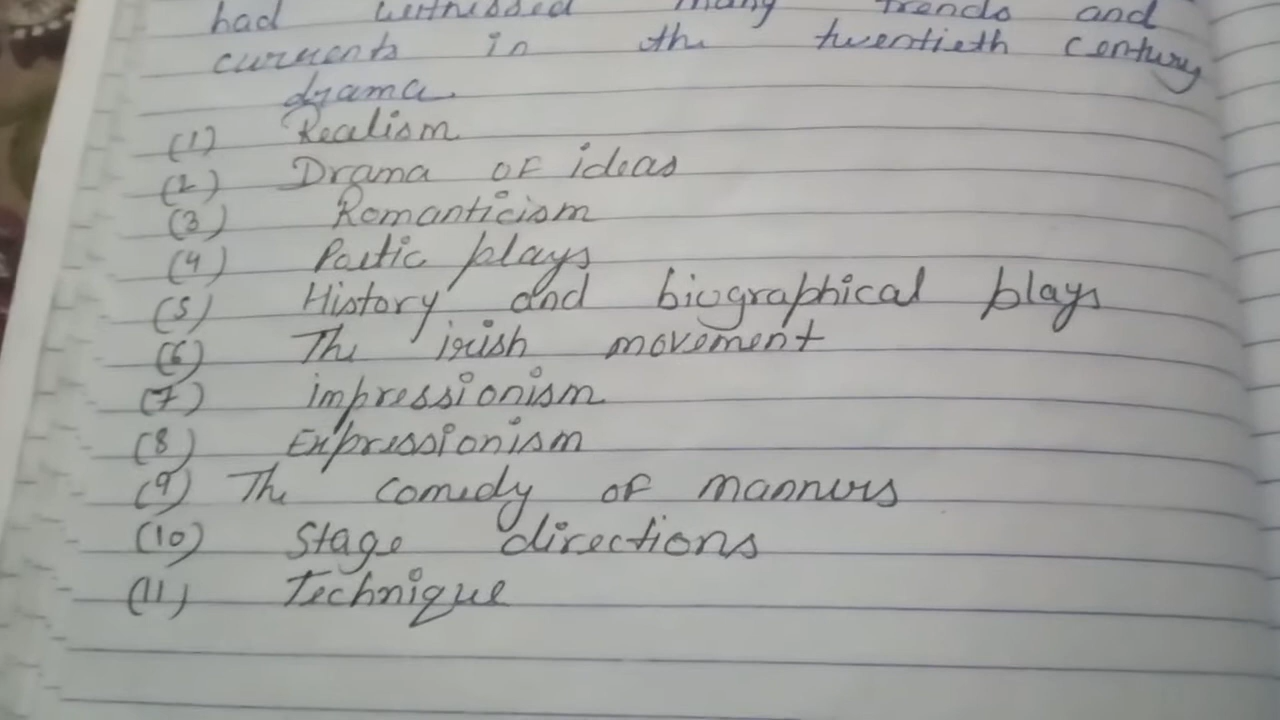 had witnessed many trends and
currents in the twentieth century
drama.
(1) Realism
(2) Drama of ideas
(3) Romanticism
(4) Poetic plays
(5) History and biographical plays
(6) The irish movement
(7) impressionism
(8) Expressionism
(9) The comedy of manners
(10) Stage directions
(11) Technique